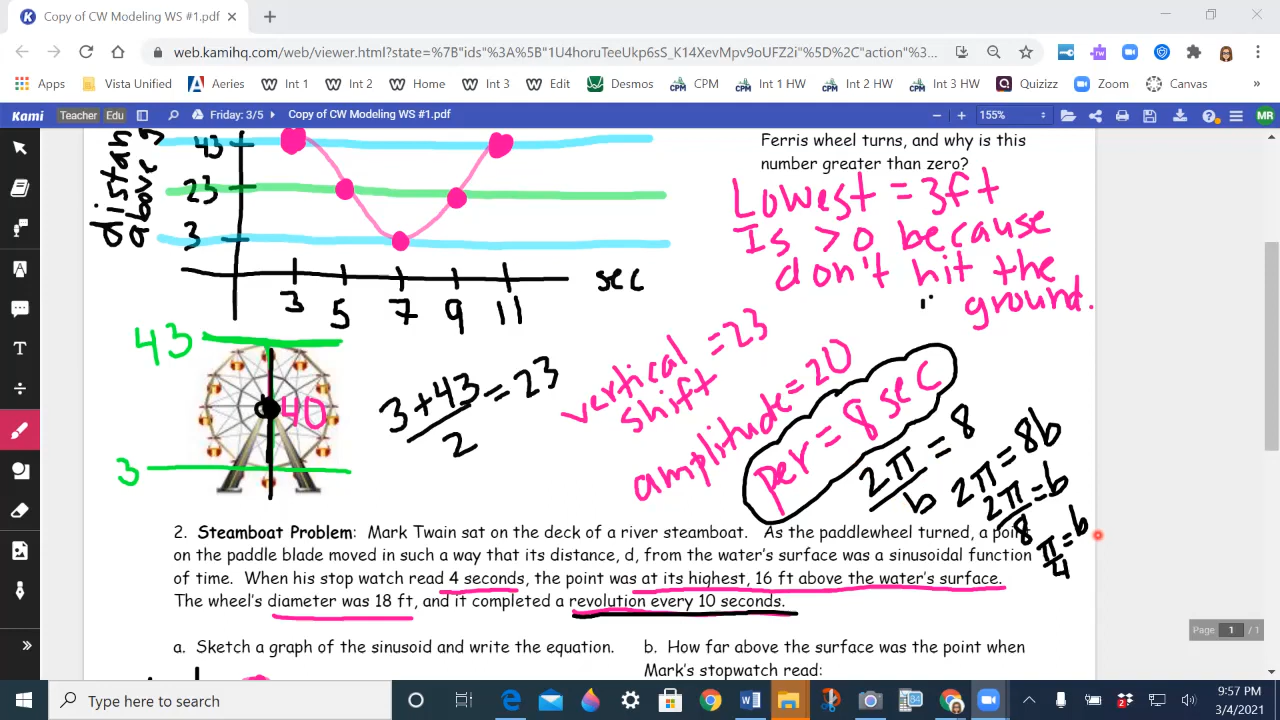 Copy of CW Modeling WS #1.pdf
web.kamihq.com/web/viewer.html?state=%7B"ids"%3A%5B"1U4horuTeeUkp6sS_K14XevMpv9oUFZ2i"%5D%2C"action"%3...
Apps Vista Unified Aeries Int 1 Int 2 Home Int 3 Edit Desmos CPM Int 1 HW Int 2 HW Int 3 HW Quizizz Zoom Canvas »
Kami Teacher Edu Friday: 3/5 Copy of CW Modeling WS #1.pdf 155% MR
distan
above
43
23
3
3 5 7 9 11 sec
Ferris wheel turns, and why is this
number greater than zero?
Lowest = 3ft
Is >0 because
don't hit the
ground.
43
40
3
3+43/2 = 23
vertical shift = 23
amplitude = 20
per = 8 sec
2π/b = 8
2π = 8b
2π/8 = b
π/4 = b
2. Steamboat Problem: Mark Twain sat on the deck of a river steamboat. As the paddlewheel turned, a point
on the paddle blade moved in such a way that its distance, d, from the water's surface was a sinusoidal function
of time. When his stop watch read 4 seconds, the point was at its highest, 16 ft above the water's surface.
The wheel's diameter was 18 ft, and it completed a revolution every 10 seconds.
a. Sketch a graph of the sinusoid and write the equation.
b. How far above the surface was the point when
Mark's stopwatch read:
Page 1 / 1
Type here to search
9:57 PM
3/4/2021